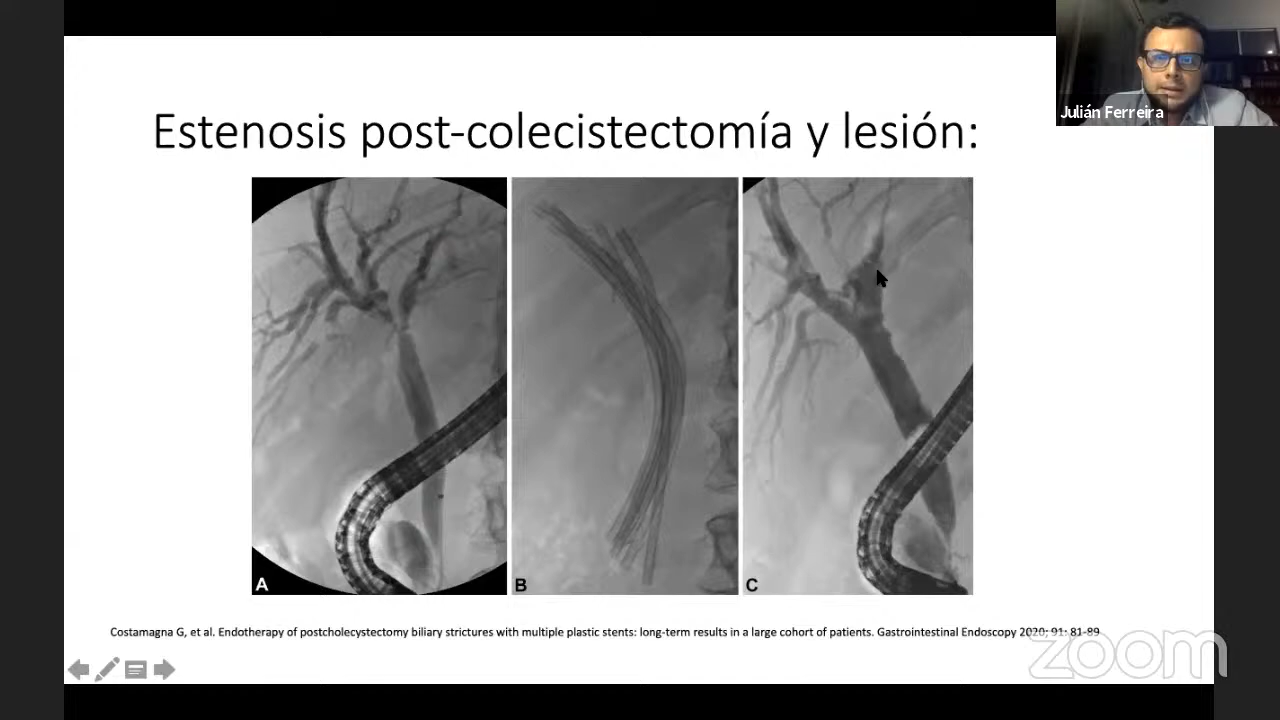 Julián Ferreira
Estenosis post-colecistectomía y lesión:
A
B
C
Costamagna G, et al. Endotherapy of postcholecystectomy biliary strictures with multiple plastic stents: long-term results in a large cohort of patients. Gastrointestinal Endoscopy 2020; 91: 81-89
zoom